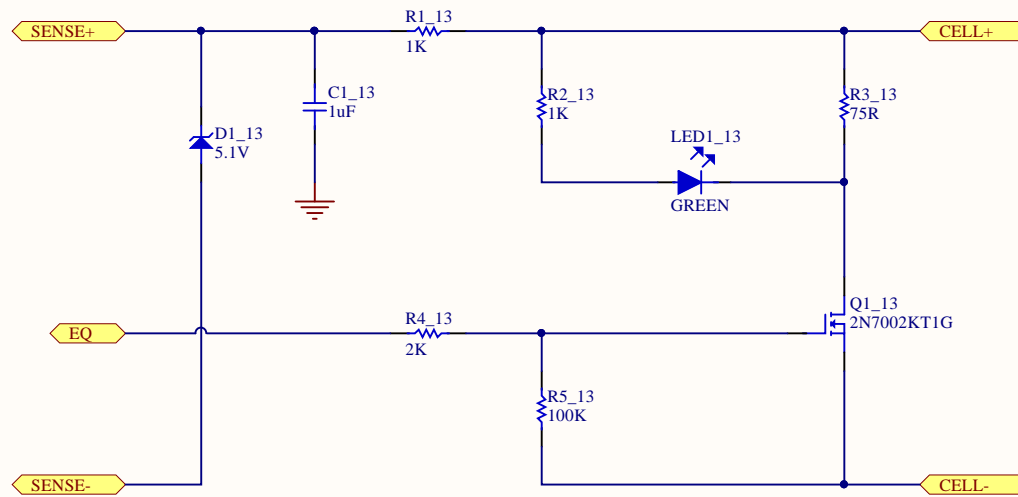 SENSE+
R1_13
1K
CELL+
C1_13
1uF
R2_13
1K
R3_13
75R
D1_13
5.1V
LED1_13
GREEN
EQ
R4_13
2K
Q1_13
2N7002KT1G
R5_13
100K
SENSE-
CELL-